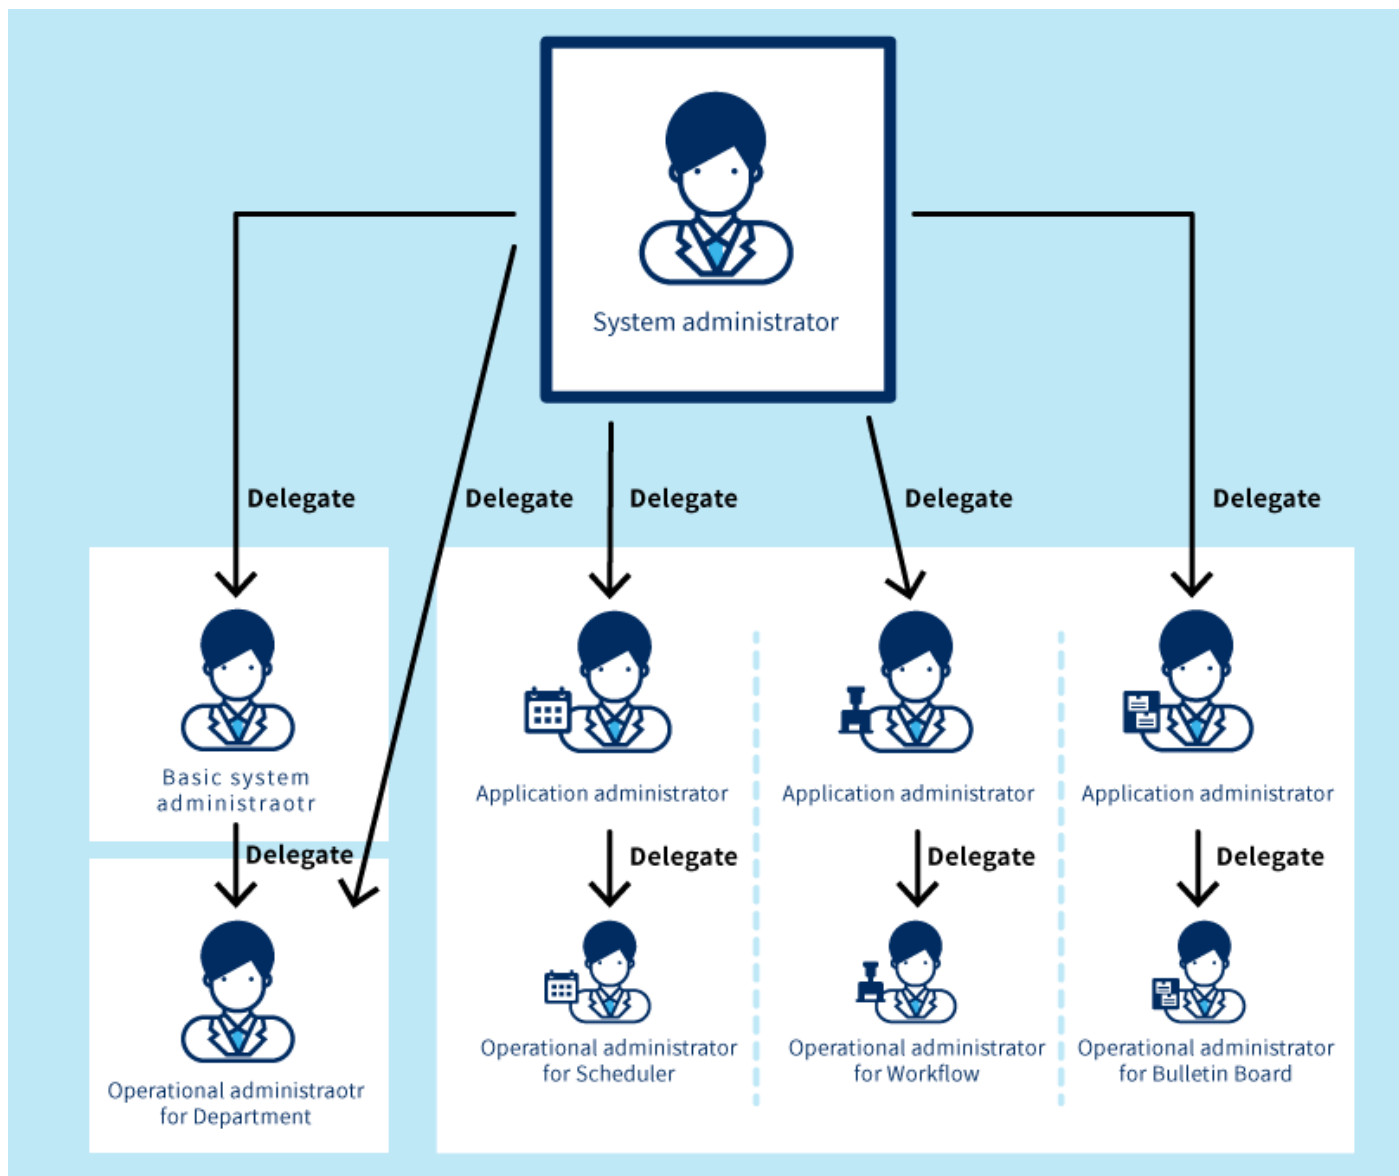 System administrator
Delegate
Delegate
Delegate
Delegate
Delegate
Basic system
administraotr
Application administrator
Application administrator
Application administrator
Delegate
Delegate
Delegate
Delegate
Operational administraotr
for Department
Operational administrator
for Scheduler
Operational administrator
for Workflow
Operational administrator
for Bulletin Board